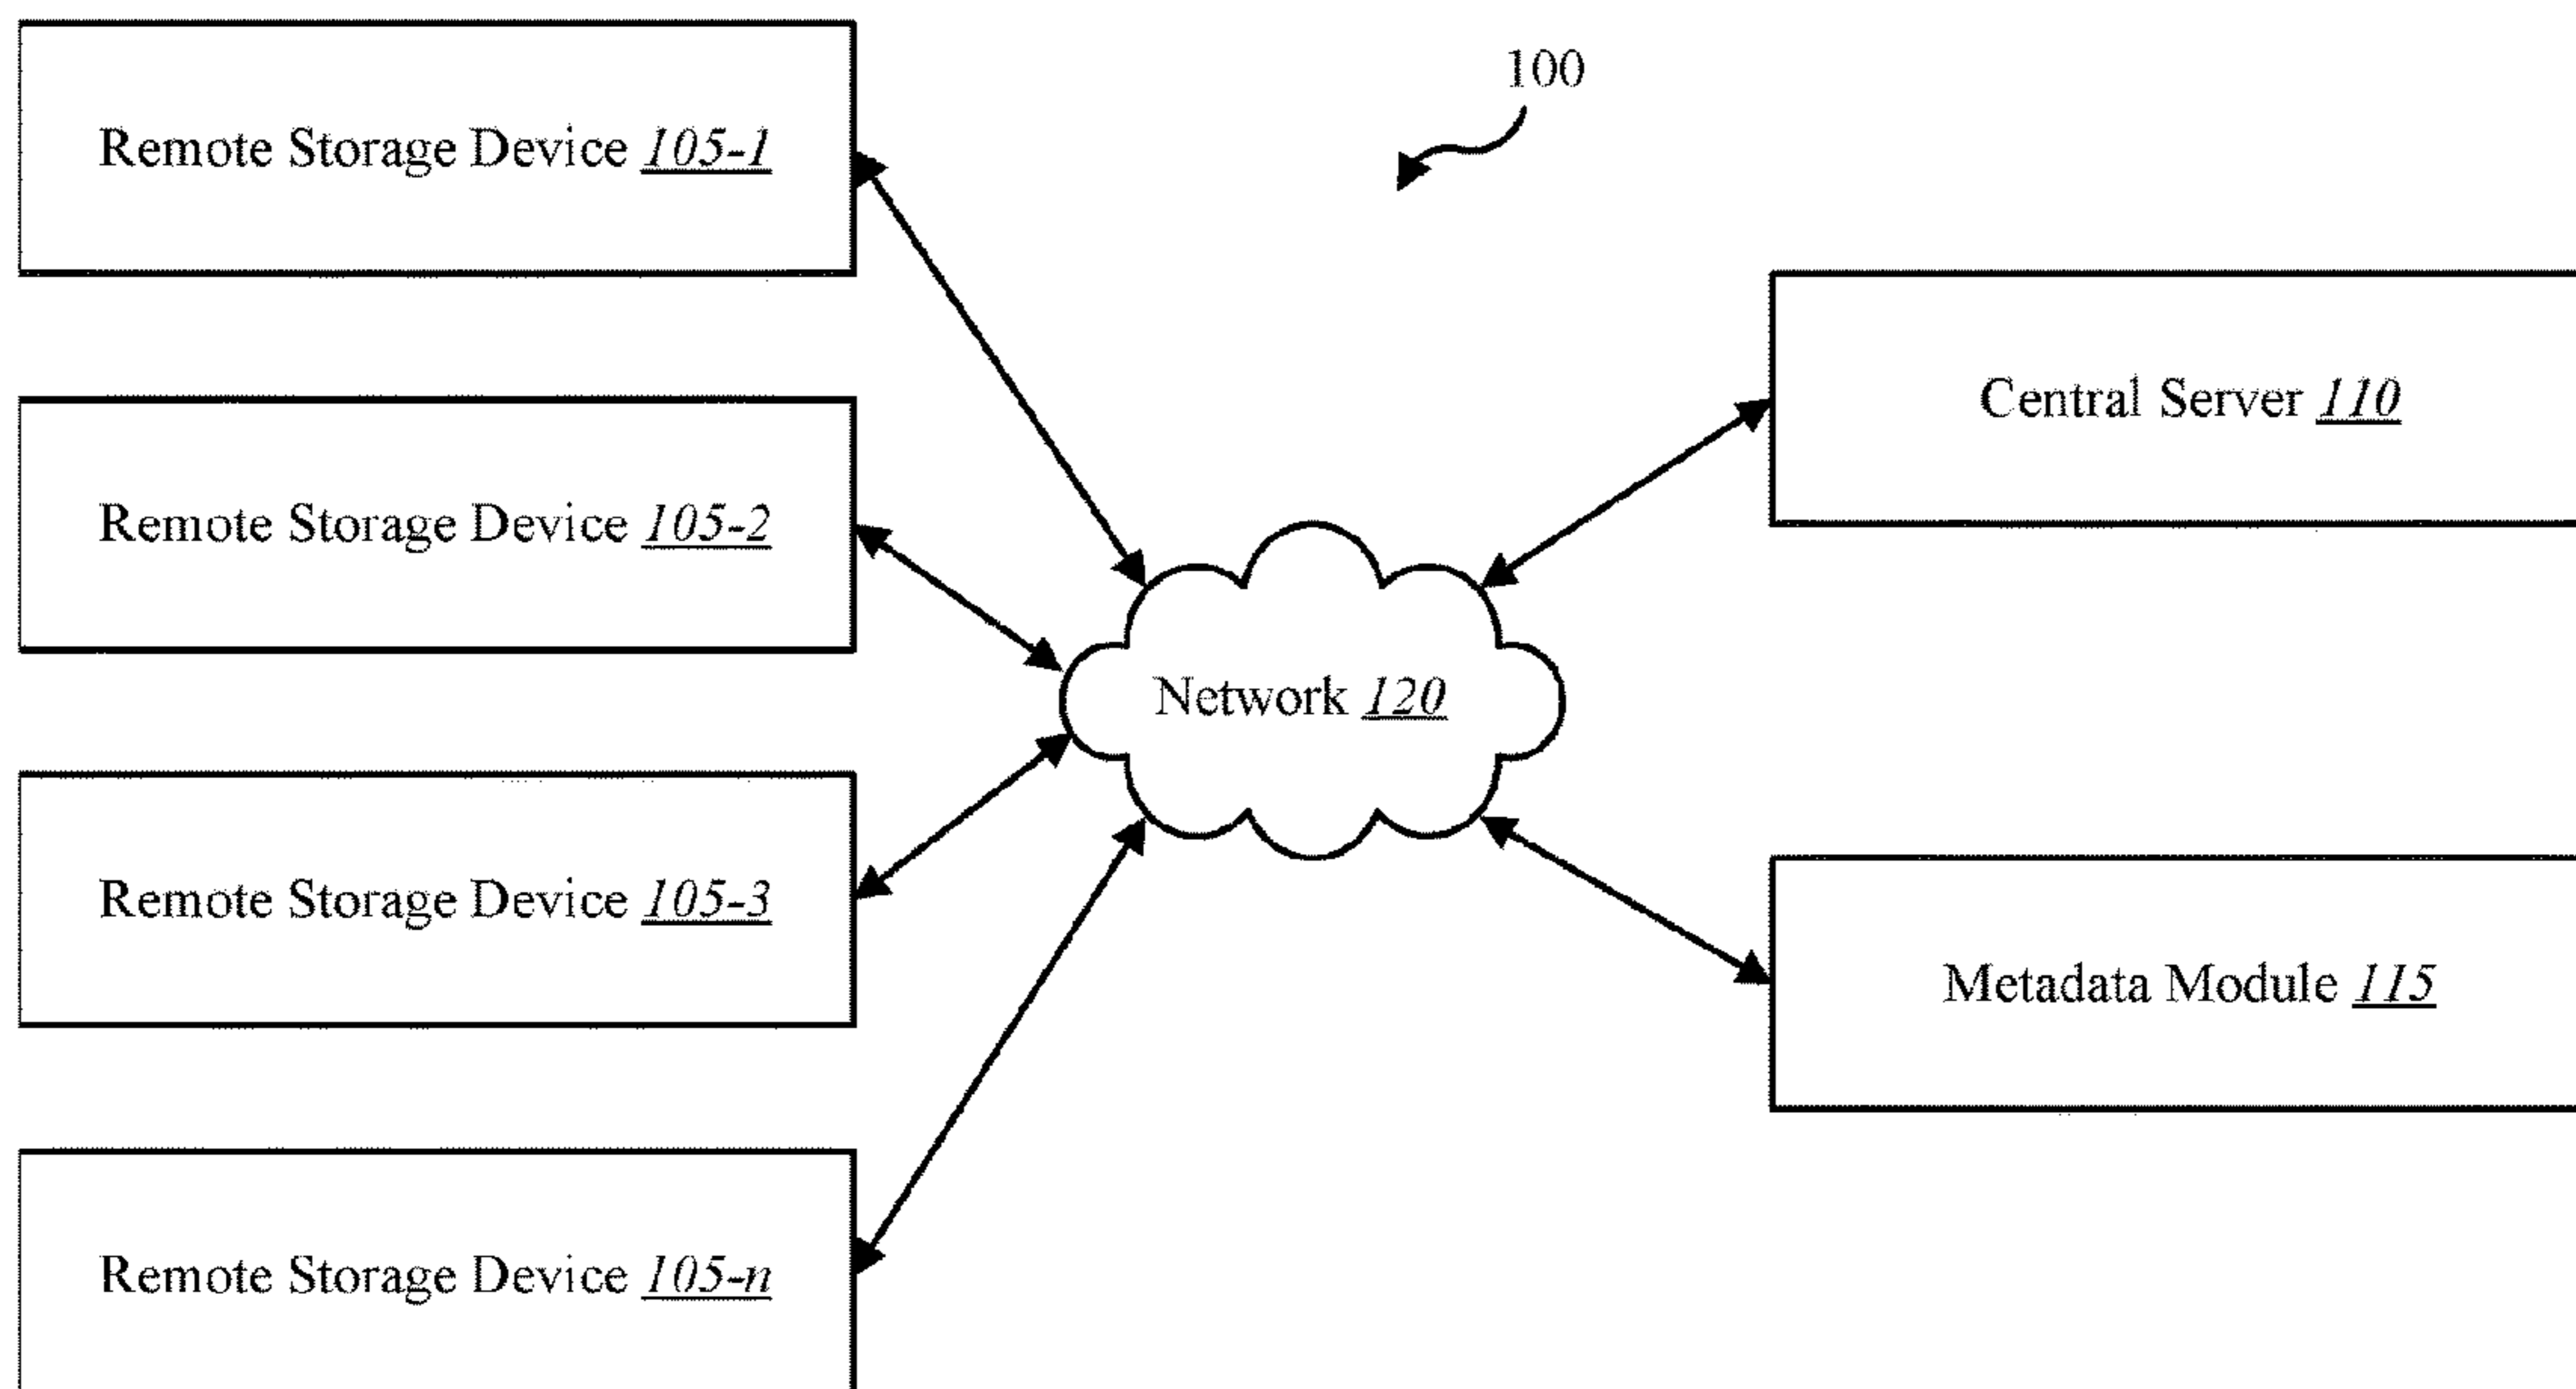 Remote Storage Device 105-1
100
Central Server 110
Remote Storage Device 105-2
Network 120
Remote Storage Device 105-3
Metadata Module 115
Remote Storage Device 105-n